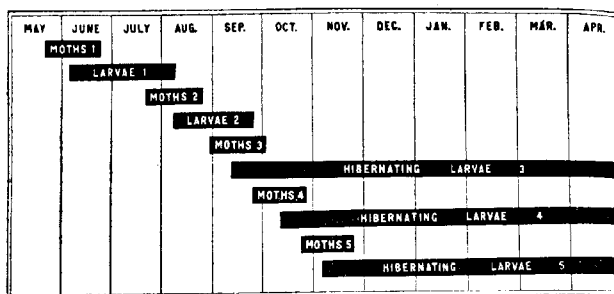 MAY JUNE JULY AUG. SEP. OCT. NOV. DEC. JAN. FEB. MAR. APR.
MOTHS 1
LARVAE 1
MOTHS 2
LARVAE 2
MOTHS 3
HIBERNATING LARVAE 3
MOTHS 4
HIBERNATING LARVAE 4
MOTHS 5
HIBERNATING LARVAE 5